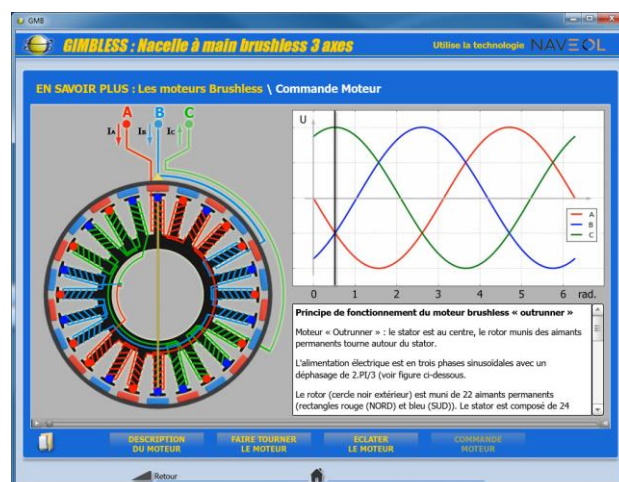 GMB
GIMBLESS : Nacelle à main brushless 3 axes
Utilise la technologie NAVEOL
EN SAVOIR PLUS : Les moteurs Brushless \ Commande Moteur
A B C
IA IB IC
U
A
B
C
0 1 2 3 4 5 6 rad.
Principe de fonctionnement du moteur brushless « outrunner »
Moteur « Outrunner » : le stator est au centre, le rotor munis des aimants
permanents tourne autour du stator.
L'alimentation électrique est en trois phases sinusoïdales avec un
déphasage de 2.PI/3 (voir figure ci-dessous.
Le rotor (cercle noir extérieur) est muni de 22 aimants permanents
(rectangles rouge (NORD) et bleu (SUD)). Le stator est composé de 24
DESCRIPTION
DU MOTEUR
FAIRE TOURNER
LE MOTEUR
ECLATER
LE MOTEUR
COMMANDE
MOTEUR
Retour